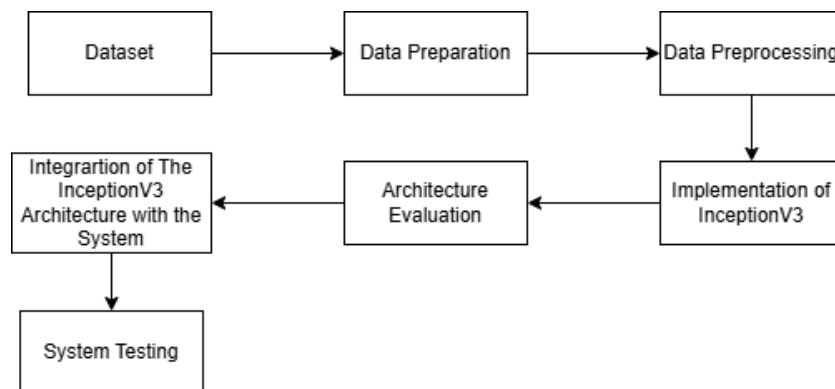 Dataset
Data Preparation
Data Preprocessing
Integrartion of The
InceptionV3
Architecture with the
System
Architecture
Evaluation
Implementation of
InceptionV3
System Testing